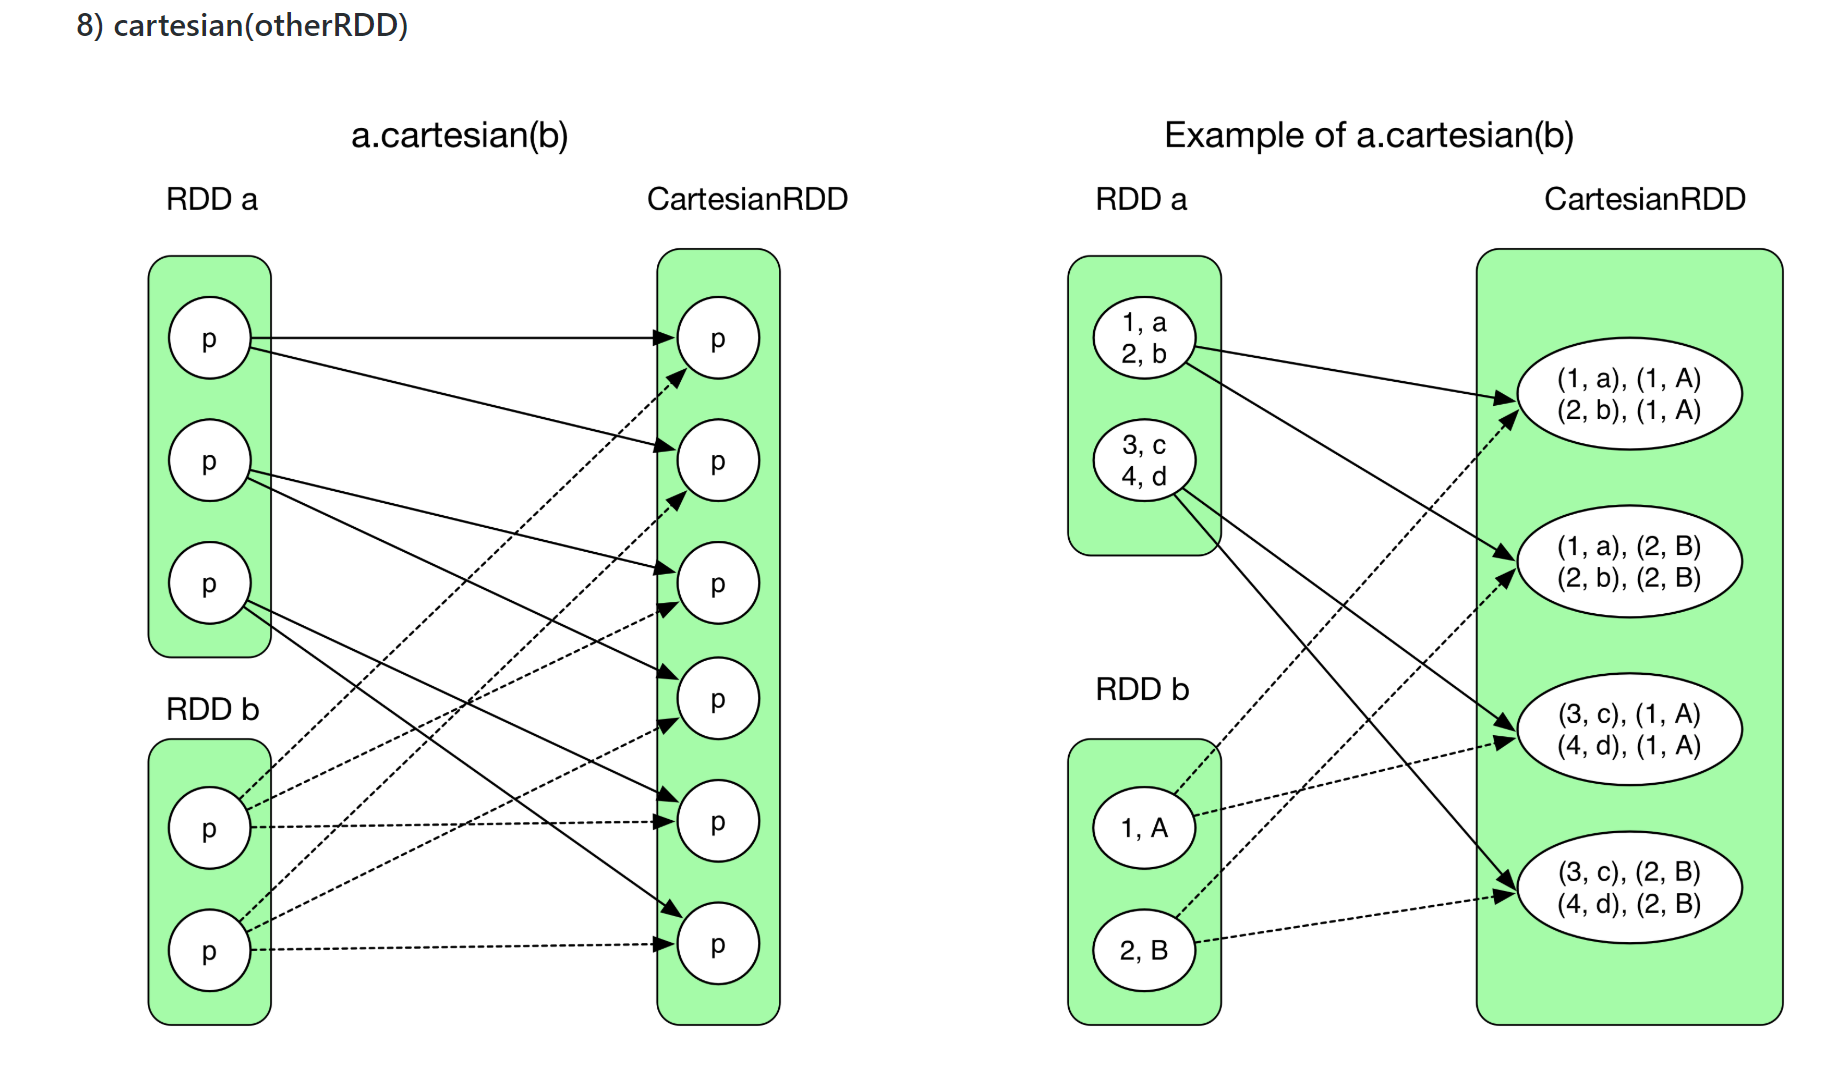 8) cartesian(otherRDD)
a.cartesian(b)
RDD a
CartesianRDD
p
p
p
p
p
p
p
p
p
RDD b
p
p
Example of a.cartesian(b)
RDD a
CartesianRDD
1, a
2, b
3, c
4, d
RDD b
1, A
2, B
(1, a), (1, A)
(2, b), (1, A)
(1, a), (2, B)
(2, b), (2, B)
(3, c), (1, A)
(4, d), (1, A)
(3, c), (2, B)
(4, d), (2, B)